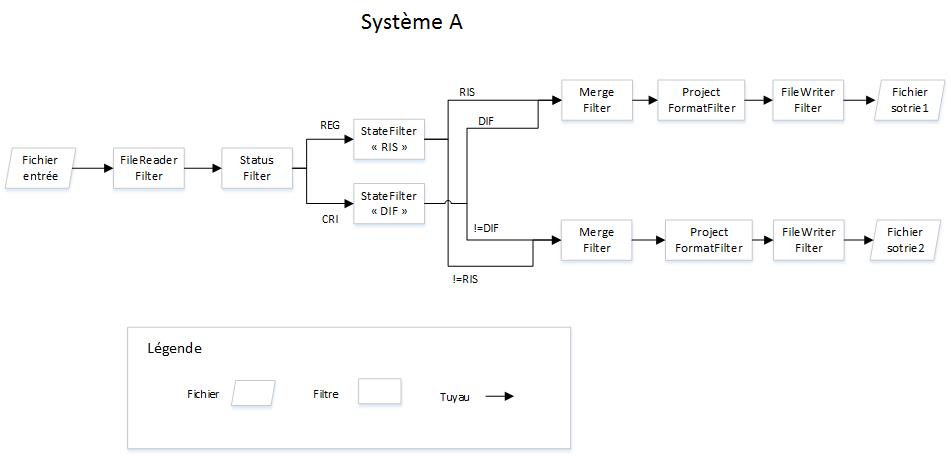 Système A
Fichier
entrée
FileReader
Filter
Status
Filter
REG
CRI
StateFilter
« RIS »
StateFilter
« DIF »
RIS
DIF
!=DIF
!=RIS
Merge
Filter
Project
FormatFilter
FileWriter
Filter
Fichier
sotrie1
Merge
Filter
Project
FormatFilter
FileWriter
Filter
Fichier
sotrie2
Légende
Fichier
Filtre
Tuyau